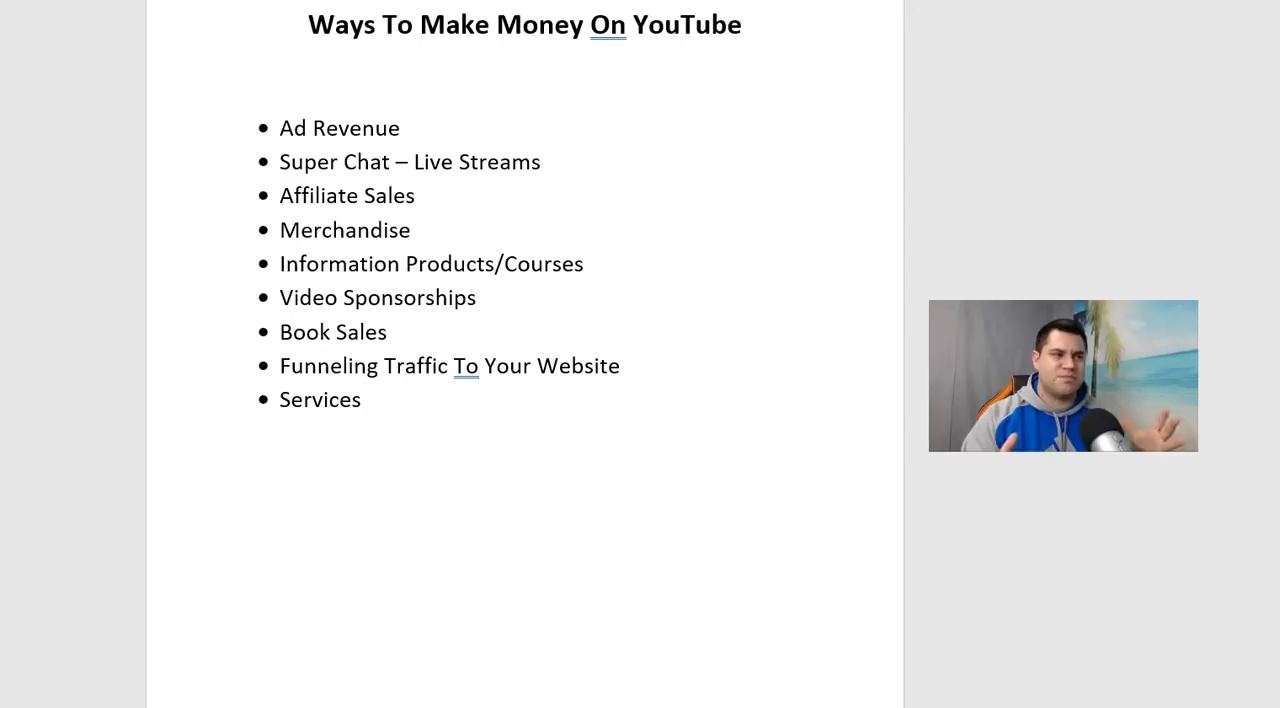 Ways To Make Money On YouTube
• Ad Revenue
• Super Chat – Live Streams
• Affiliate Sales
• Merchandise
• Information Products/Courses
• Video Sponsorships
• Book Sales
• Funneling Traffic To Your Website
• Services